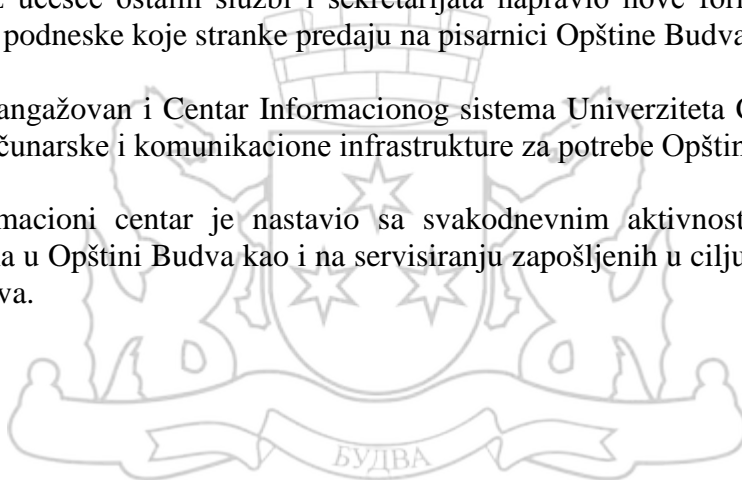 učešće ostalih službi i sekretarijata napravio nove
podneske koje stranke predaju na pisarnici Opštine Budva
angažovan i Centar Informacionog sistema Univerziteta
čunarske i komunikacione infrastrukture za potrebe Opštin
macioni centar je nastavio sa svakodnevnim aktivnost
a u Opštini Budva kao i na servisiranju zapošljenih u cilju
va.
БУДВА